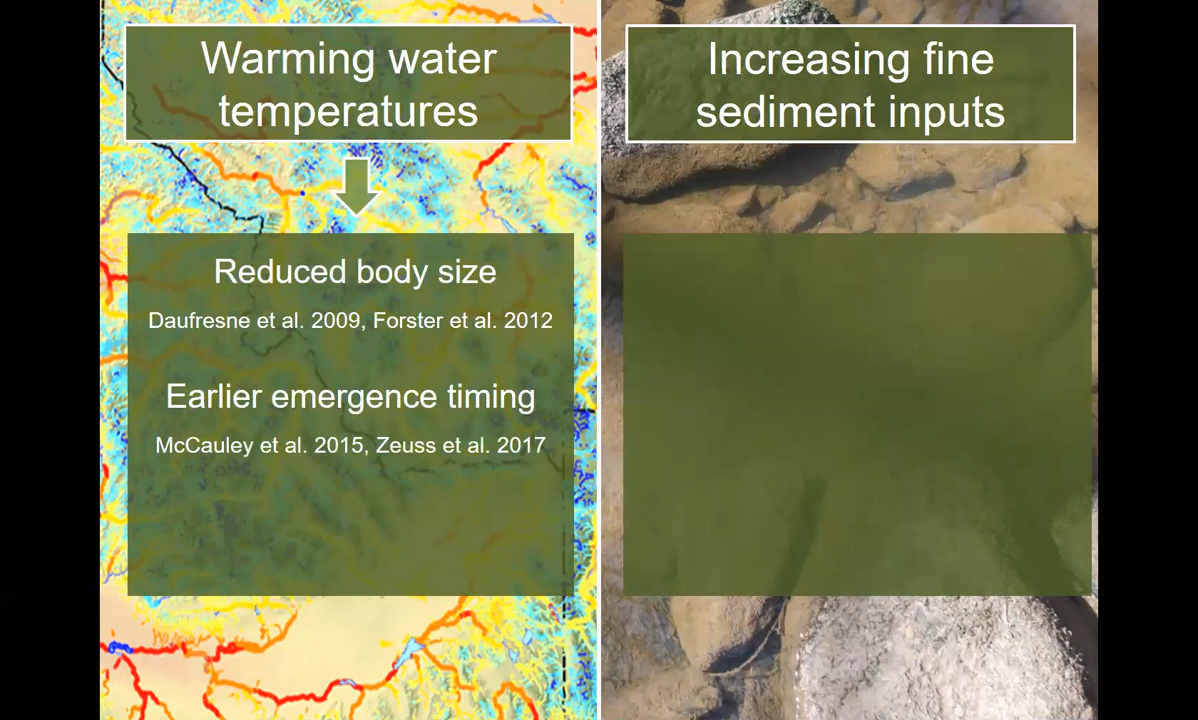 Warming water
temperatures
Increasing fine
sediment inputs
Reduced body size
Daufresne et al. 2009, Forster et al. 2012
Earlier emergence timing
McCauley et al. 2015, Zeuss et al. 2017